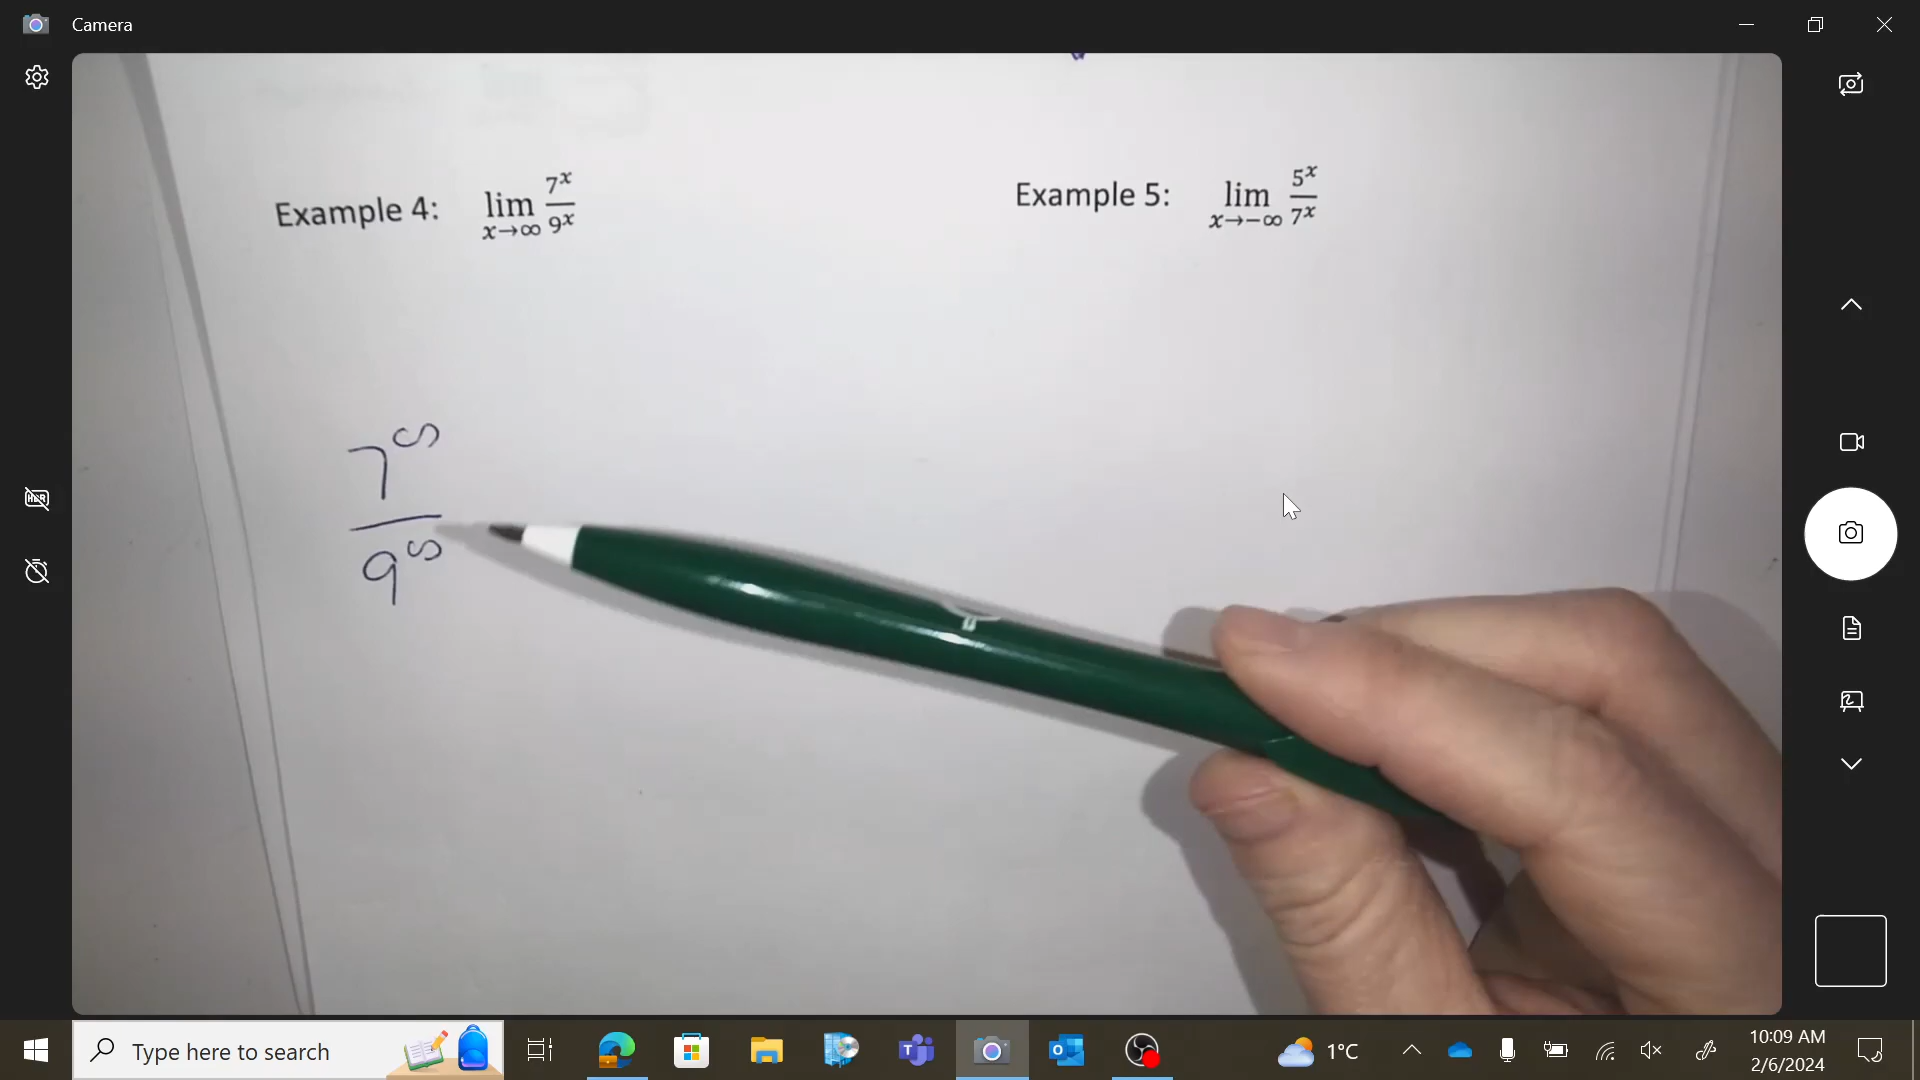 Camera
Example 4: lim x→∞ 7^x / 9^x
Example 5: lim x→−∞ 5^x / 7^x
7^∞
9^∞
Type here to search
1°C
10:09 AM
2/6/2024